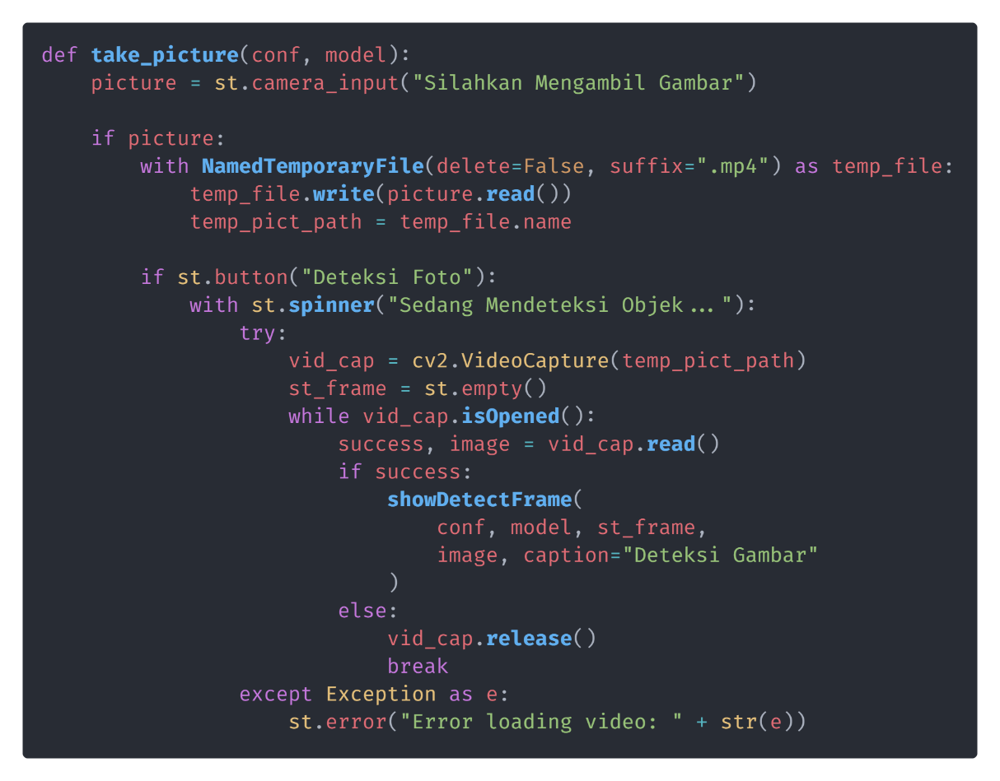 def take_picture(conf, model):
    picture = st.camera_input("Silahkan Mengambil Gambar")

    if picture:
        with NamedTemporaryFile(delete=False, suffix=".mp4") as temp_file:
            temp_file.write(picture.read())
            temp_pict_path = temp_file.name

        if st.button("Deteksi Foto"):
            with st.spinner("Sedang Mendeteksi Objek..."):
                try:
                    vid_cap = cv2.VideoCapture(temp_pict_path)
                    st_frame = st.empty()
                    while vid_cap.isOpened():
                        success, image = vid_cap.read()
                        if success:
                            showDetectFrame(
                                conf, model, st_frame,
                                image, caption="Deteksi Gambar"
                            )
                        else:
                            vid_cap.release()
                            break
                except Exception as e:
                    st.error("Error loading video: " + str(e))